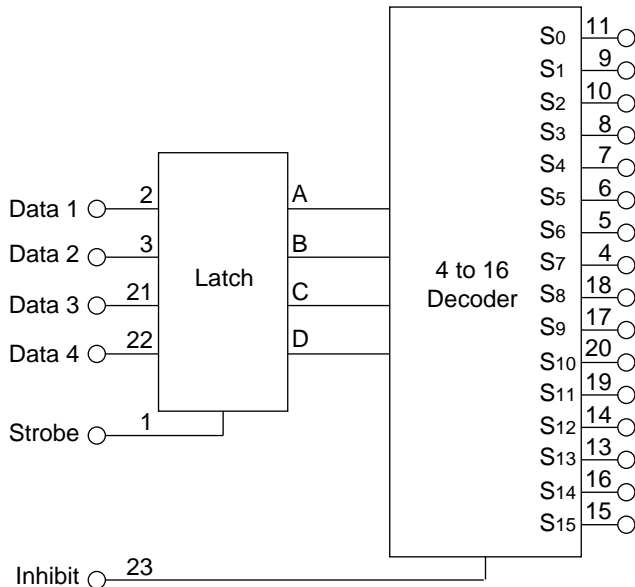 S0 11
S1 9
S2 10
S3 8
S4 7
S5 6
S6 5
S7 4
S8 18
S9 17
S10 20
S11 19
S12 14
S13 13
S14 16
S15 15
4 to 16
Decoder
Latch
A
B
C
D
Data 1 2
Data 2 3
Data 3 21
Data 4 22
Strobe 1
Inhibit 23